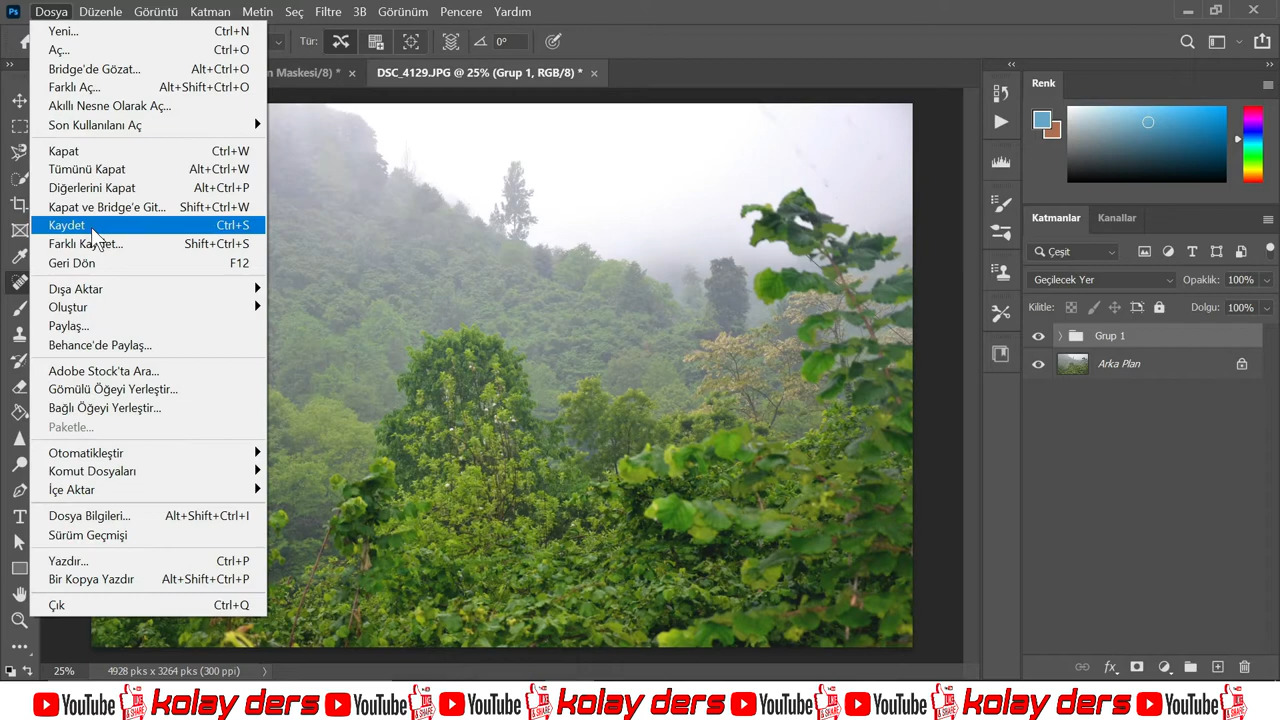 Ps Dosya Düzenle Görüntü Katman Metin Seç Filtre 3B Görünüm Pencere Yardım
Tür: 0°
n Maskesi/8) * × DSC_4129.JPG @ 25% (Grup 1, RGB/8) * ×
Yeni... Ctrl+N
Aç... Ctrl+O
Bridge'de Gözat... Alt+Ctrl+O
Farklı Aç... Alt+Shift+Ctrl+O
Akıllı Nesne Olarak Aç...
Son Kullanılanı Aç
Kapat Ctrl+W
Tümünü Kapat Alt+Ctrl+W
Diğerlerini Kapat Alt+Ctrl+P
Kapat ve Bridge'e Git... Shift+Ctrl+W
Kaydet Ctrl+S
Farklı Kaydet... Shift+Ctrl+S
Geri Dön F12
Dışa Aktar
Oluştur
Paylaş...
Behance'de Paylaş...
Adobe Stock'ta Ara...
Gömülü Öğeyi Yerleştir...
Bağlı Öğeyi Yerleştir...
Paketle...
Otomatikleştir
Komut Dosyaları
İçe Aktar
Dosya Bilgileri... Alt+Shift+Ctrl+I
Sürüm Geçmişi
Yazdır... Ctrl+P
Bir Kopya Yazdır Alt+Shift+Ctrl+P
Çık Ctrl+Q
Renk
Katmanlar Kanallar
Çeşit
Geçilecek Yer Opaklık: 100%
Kilitle: Dolgu: 100%
Grup 1
Arka Plan
fx
25% 4928 pks x 3264 pks (300 ppi)
YouTube kolay ders YouTube YouTube kolay ders YouTube YouTube kolay ders YouTube